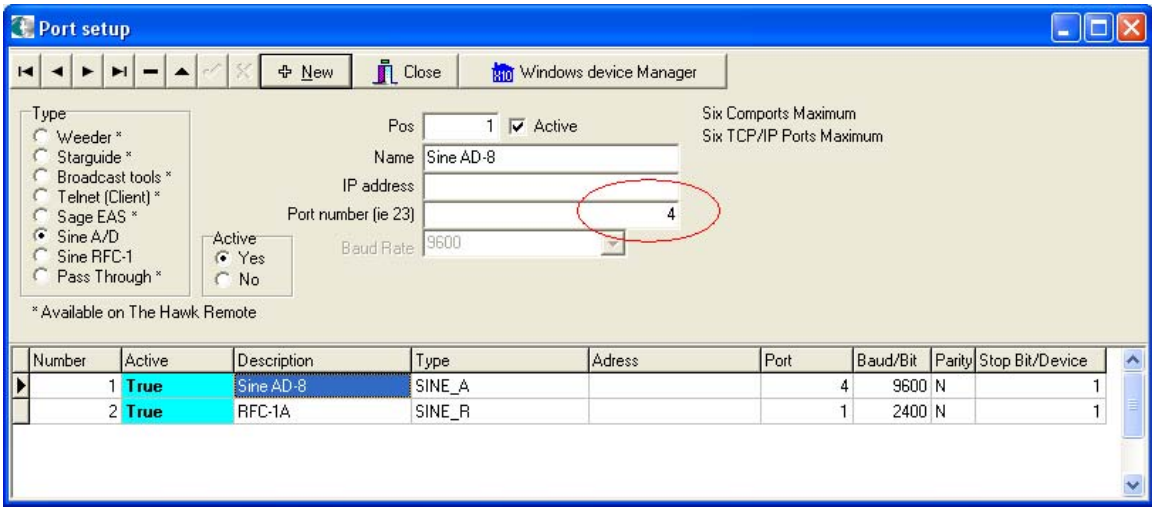 Port setup
New Close Windows device Manager
Type
Weeder *
Starguide *
Broadcast tools *
Telnet (Client) *
Sage EAS *
Sine A/D
Sine RFC-1
Pass Through *
Active
Yes
No
* Available on The Hawk Remote
Pos 1 Active
Name Sine AD-8
IP address
Port number (ie 23) 4
Baud Rate 9600
Six Comports Maximum
Six TCP/IP Ports Maximum
Number Active Description Type Adress Port Baud/Bit Parity Stop Bit/Device
1 True Sine AD-8 SINE_A 4 9600 N 1
2 True RFC-1A SINE_R 1 2400 N 1